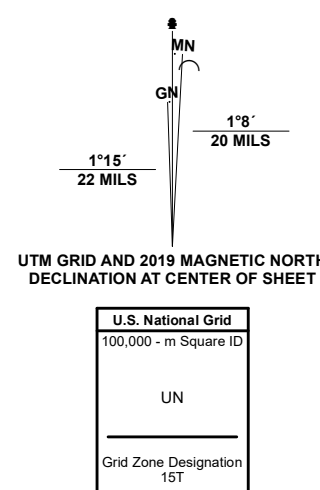 MN
GN
1°8´
20 MILS
1°15´
22 MILS
UTM GRID AND 2019 MAGNETIC NORTH
DECLINATION AT CENTER OF SHEET
U.S. National Grid
100,000 - m Square ID
UN
Grid Zone Designation
15T